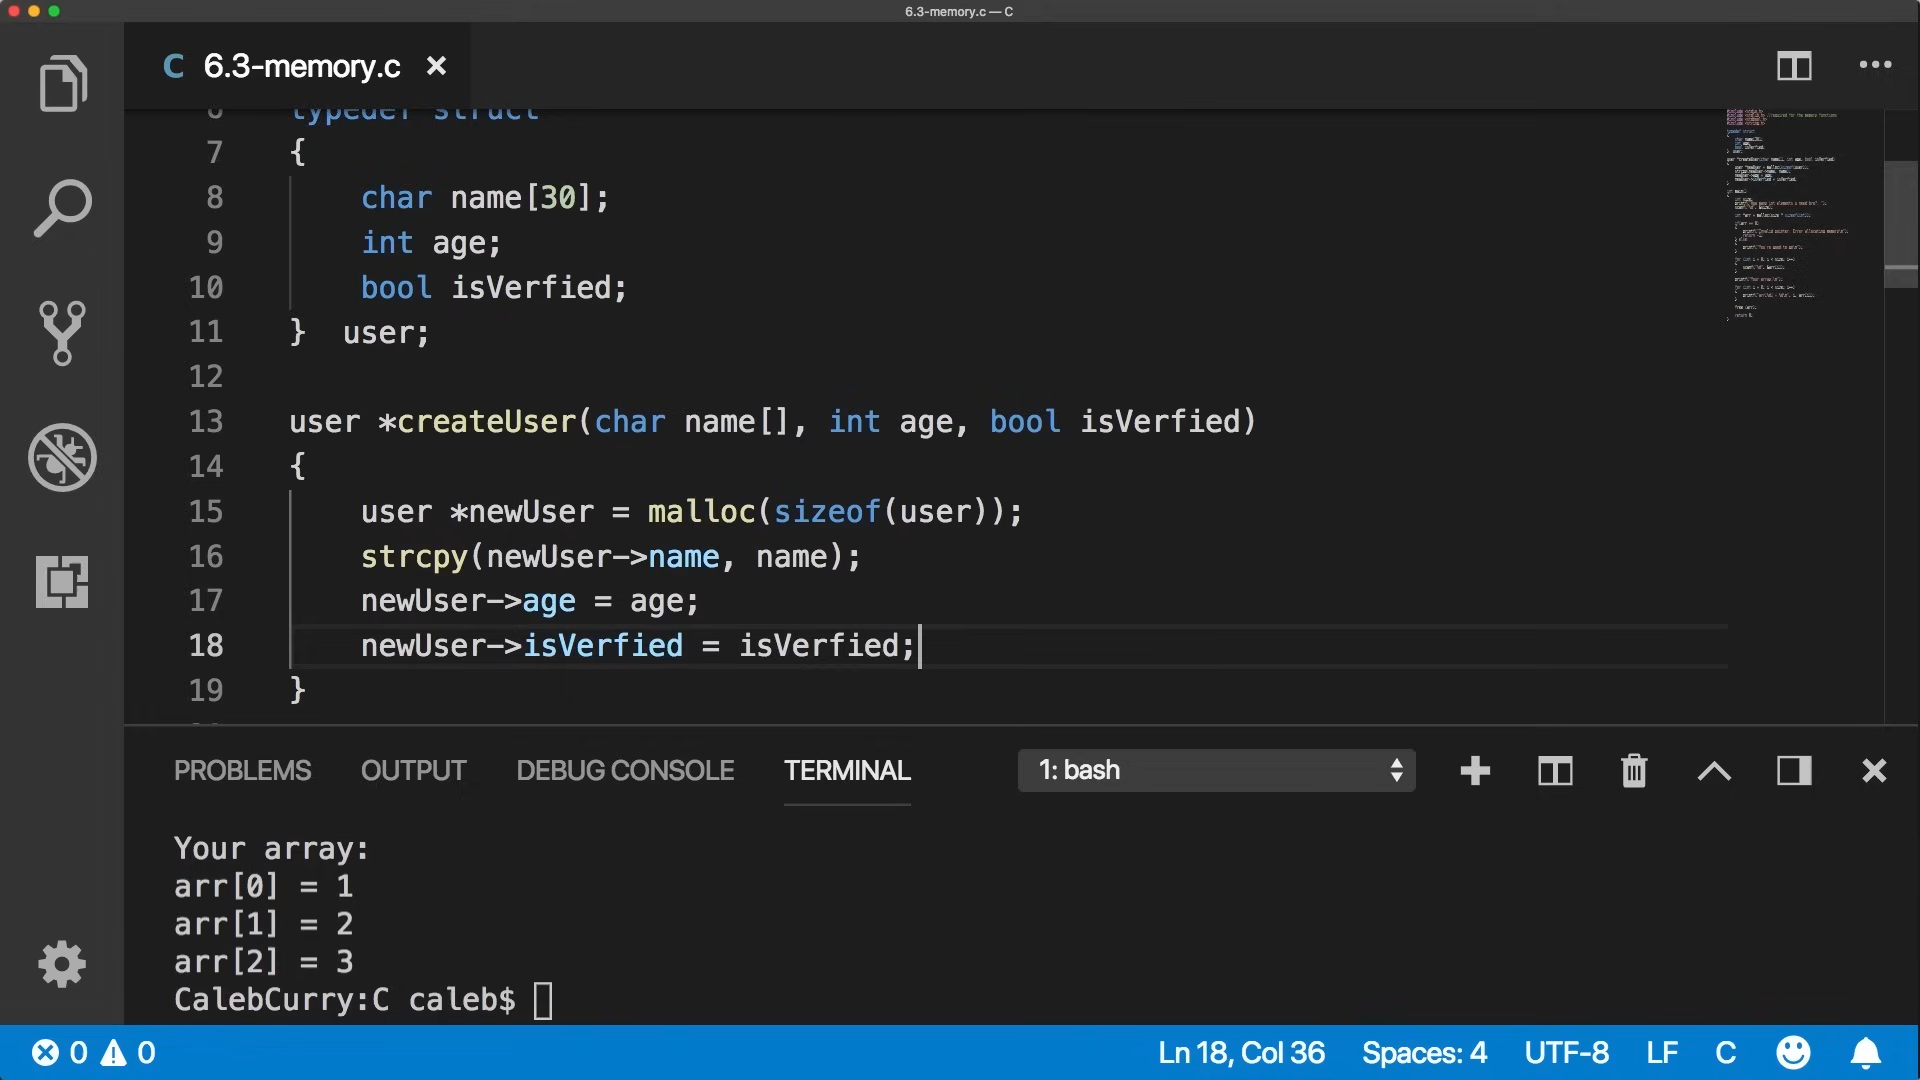 6.3-memory.c — C
C 6.3-memory.c
6 typedef struct
7 {
8 char name[30];
9 int age;
10 bool isVerfied;
11 } user;
12
13 user *createUser(char name[], int age, bool isVerfied)
14 {
15 user *newUser = malloc(sizeof(user));
16 strcpy(newUser->name, name);
17 newUser->age = age;
18 newUser->isVerfied = isVerfied;
19 }
PROBLEMS OUTPUT DEBUG CONSOLE TERMINAL 1: bash
Your array:
arr[0] = 1
arr[1] = 2
arr[2] = 3
CalebCurry:C caleb$
0 0 Ln 18, Col 36 Spaces: 4 UTF-8 LF C